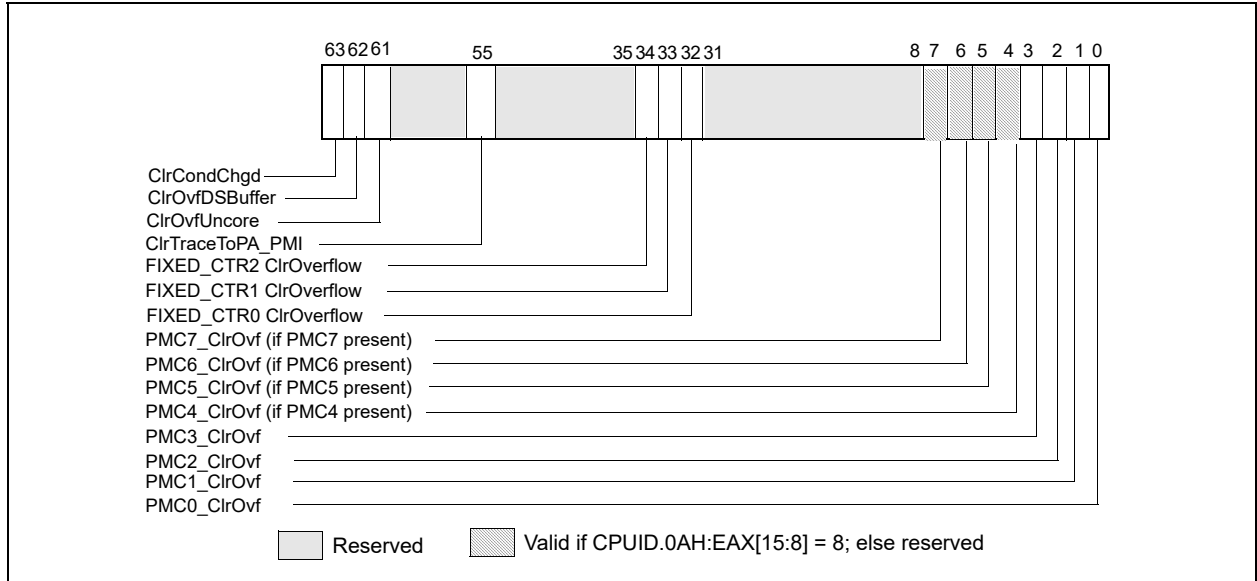 63 62 61 55 35 34 33 32 31 8 7 6 5 4 3 2 1 0
ClrCondChgd
ClrOvfDSBuffer
ClrOvfUncore
ClrTraceToPA_PMI
FIXED_CTR2 ClrOverflow
FIXED_CTR1 ClrOverflow
FIXED_CTR0 ClrOverflow
PMC7_ClrOvf (if PMC7 present)
PMC6_ClrOvf (if PMC6 present)
PMC5_ClrOvf (if PMC5 present)
PMC4_ClrOvf (if PMC4 present)
PMC3_ClrOvf
PMC2_ClrOvf
PMC1_ClrOvf
PMC0_ClrOvf
Reserved Valid if CPUID.0AH:EAX[15:8] = 8; else reserved